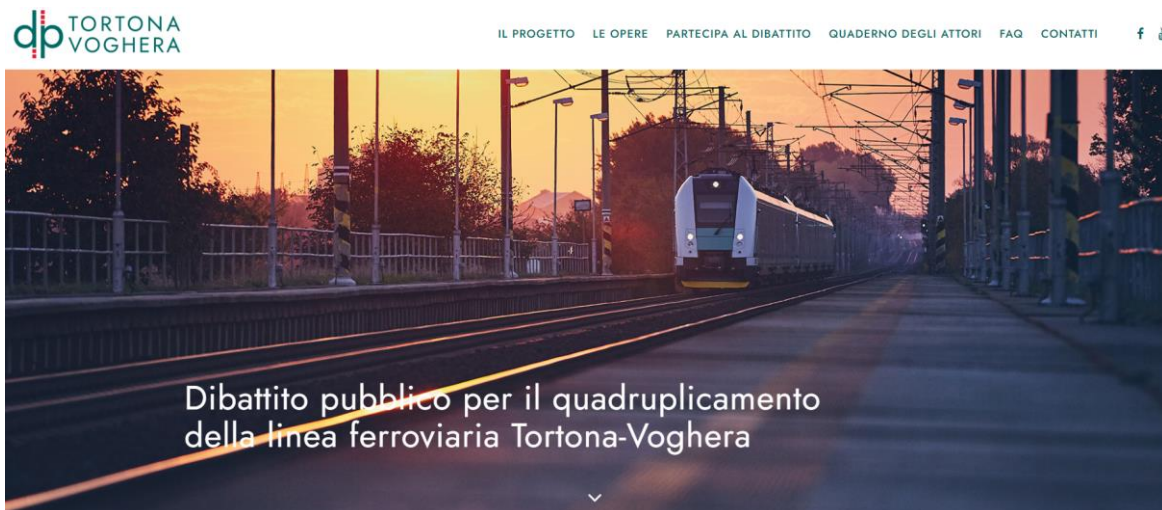 dp TORTONA
VOGHERA
IL PROGETTO LE OPERE PARTECIPA AL DIBATTITO QUADERNO DEGLI ATTORI FAQ CONTATTI
Dibattito pubblico per il quadruplicamento
della linea ferroviaria Tortona-Voghera